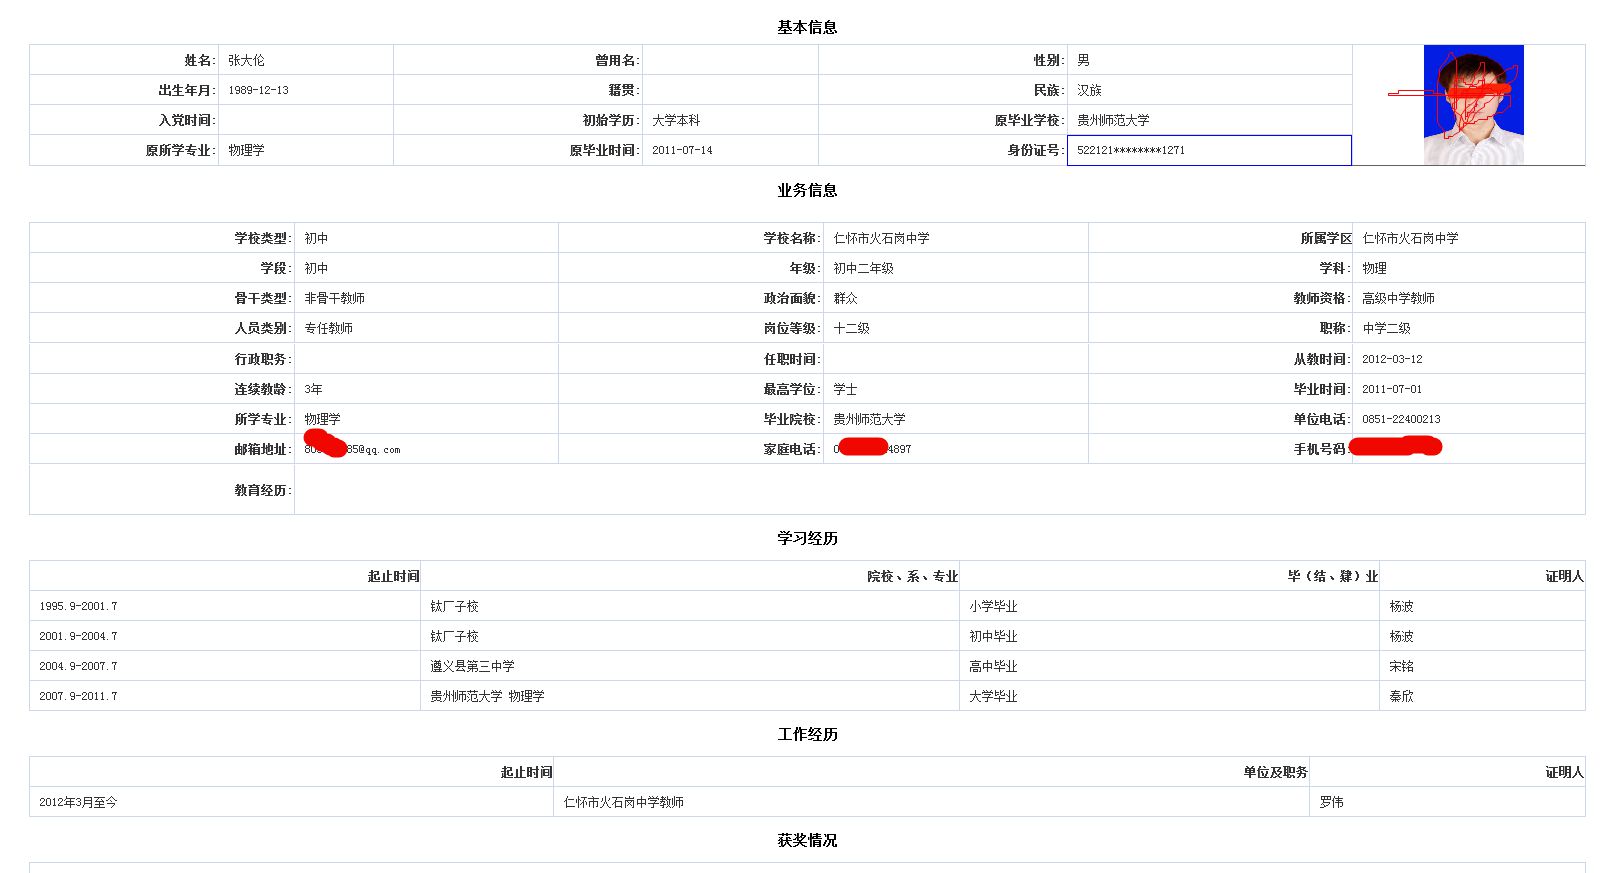 基本信息
姓名: 张大伦 曾用名: 性别: 男
出生年月: 1989-12-13 籍贯: 民族: 汉族
入党时间: 初始学历: 大学本科 原毕业学校: 贵州师范大学
原所学专业: 物理学 原毕业时间: 2011-07-14 身份证号: 522121********1271
业务信息
学校类型: 初中 学校名称: 仁怀市火石岗中学 所属学区 仁怀市火石岗中学
学段: 初中 年级: 初中二年级 学科: 物理
骨干类型: 非骨干教师 政治面貌: 群众 教师资格: 高级中学教师
人员类别: 专任教师 岗位等级: 十二级 职称: 中学二级
行政职务: 任职时间: 从教时间: 2012-03-12
连续教龄: 3年 最高学位: 学士 毕业时间: 2011-07-01
所学专业: 物理学 毕业院校: 贵州师范大学 单位电话: 0851-22400213
邮箱地址: 80 85@qq.com 家庭电话: 0 4897 手机号码:
教育经历:
学习经历
起止时间 院校、系、专业 毕（结、肄）业 证明人
1995.9-2001.7 钛厂子校 小学毕业 杨波
2001.9-2004.7 钛厂子校 初中毕业 杨波
2004.9-2007.7 遵义县第三中学 高中毕业 宋铭
2007.9-2011.7 贵州师范大学 物理学 大学毕业 秦欣
工作经历
起止时间 单位及职务 证明人
2012年3月至今 仁怀市火石岗中学教师 罗伟
获奖情况